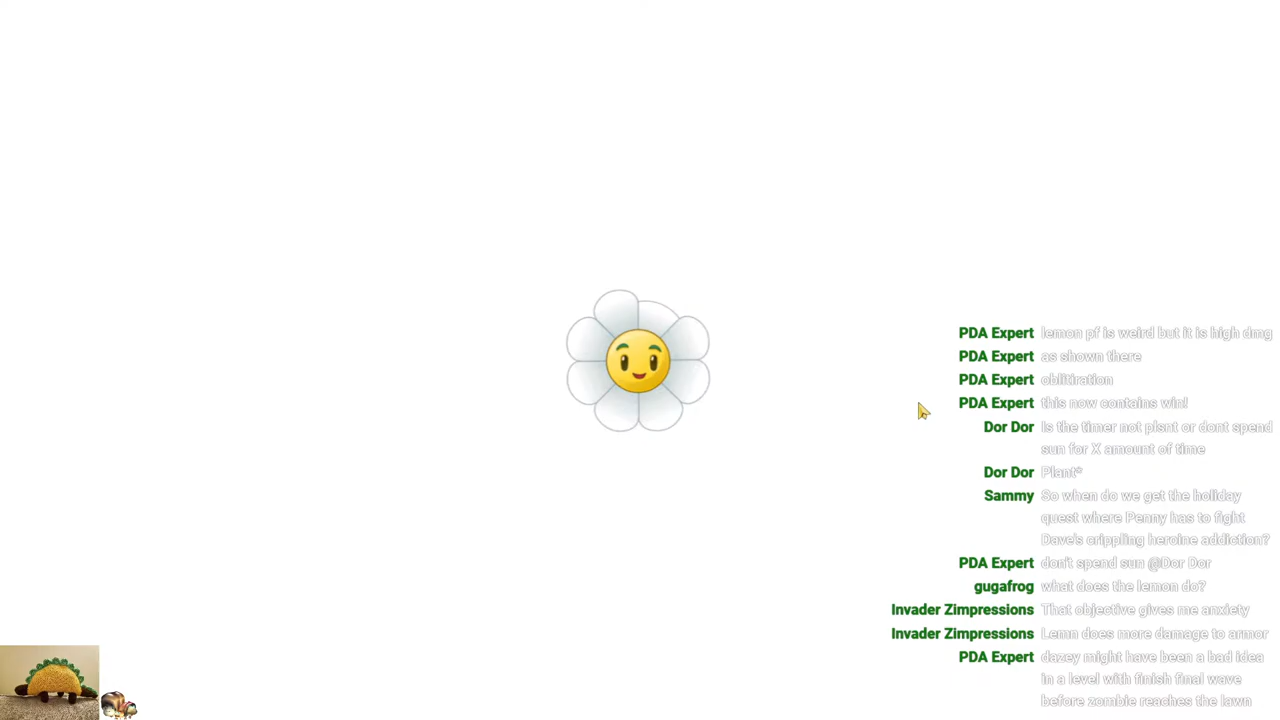 PDA Expert lemon pf is weird but it is high dmg
PDA Expert as shown there
PDA Expert oblitiration
PDA Expert this now contains win!
Dor Dor Is the timer not plsnt or dont spend
sun for X amount of time
Dor Dor Plant*
Sammy So when do we get the holiday
quest where Penny has to fight
Dave's crippling heroine addiction?
PDA Expert don't spend sun @Dor Dor
gugafrog what does the lemon do?
Invader Zimpressions That objective gives me anxiety
Invader Zimpressions Lemn does more damage to armor
PDA Expert dazey might have been a bad idea
in a level with finish final wave
before zombie reaches the lawn